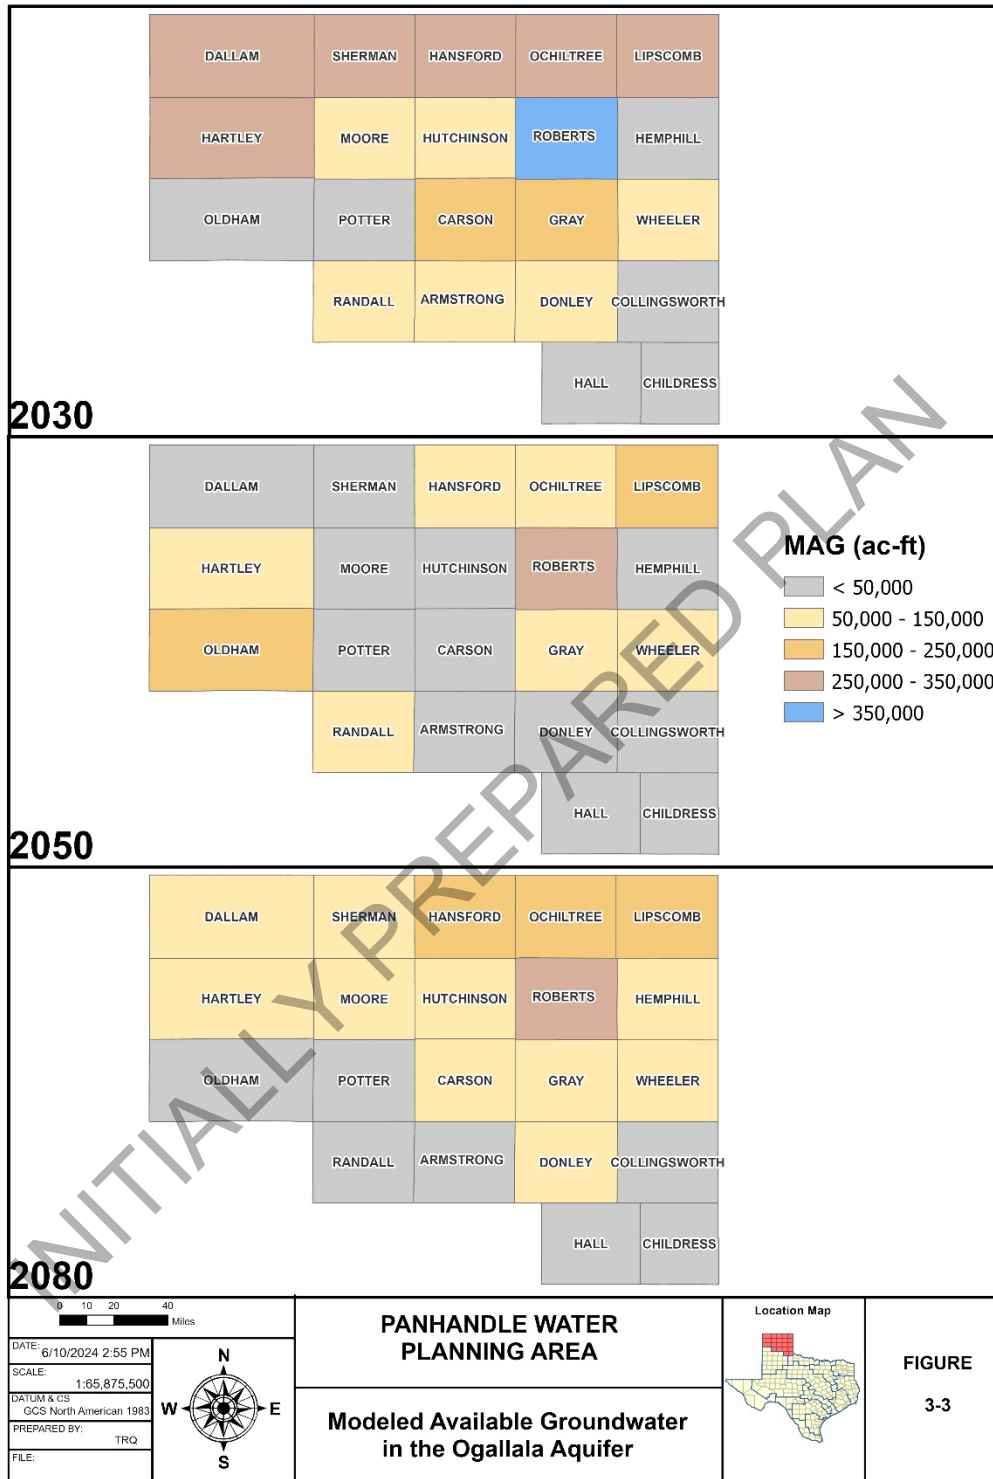 DALLAM SHERMAN HANSFORD OCHILTREE LIPSCOMB
HARTLEY MOORE HUTCHINSON ROBERTS HEMPHILL
OLDHAM POTTER CARSON GRAY WHEELER
RANDALL ARMSTRONG DONLEY COLLINGSWORTH
HALL CHILDRESS
2030
DALLAM SHERMAN HANSFORD OCHILTREE LIPSCOMB
HARTLEY MOORE HUTCHINSON ROBERTS HEMPHILL
OLDHAM POTTER CARSON GRAY WHEELER
RANDALL ARMSTRONG DONLEY COLLINGSWORTH
HALL CHILDRESS
2050
MAG (ac-ft)
< 50,000
50,000 - 150,000
150,000 - 250,000
250,000 - 350,000
> 350,000
DALLAM SHERMAN HANSFORD OCHILTREE LIPSCOMB
HARTLEY MOORE HUTCHINSON ROBERTS HEMPHILL
OLDHAM POTTER CARSON GRAY WHEELER
RANDALL ARMSTRONG DONLEY COLLINGSWORTH
HALL CHILDRESS
2080
INITIALLY PREPARED PLAN
0 10 20 40
Miles
DATE: 6/10/2024 2:55 PM
SCALE:
1:65,875,500
DATUM & CS
GCS North American 1983
PREPARED BY:
TRQ
FILE:
N
W E
S
PANHANDLE WATER
PLANNING AREA
Modeled Available Groundwater
in the Ogallala Aquifer
Location Map
FIGURE
3-3